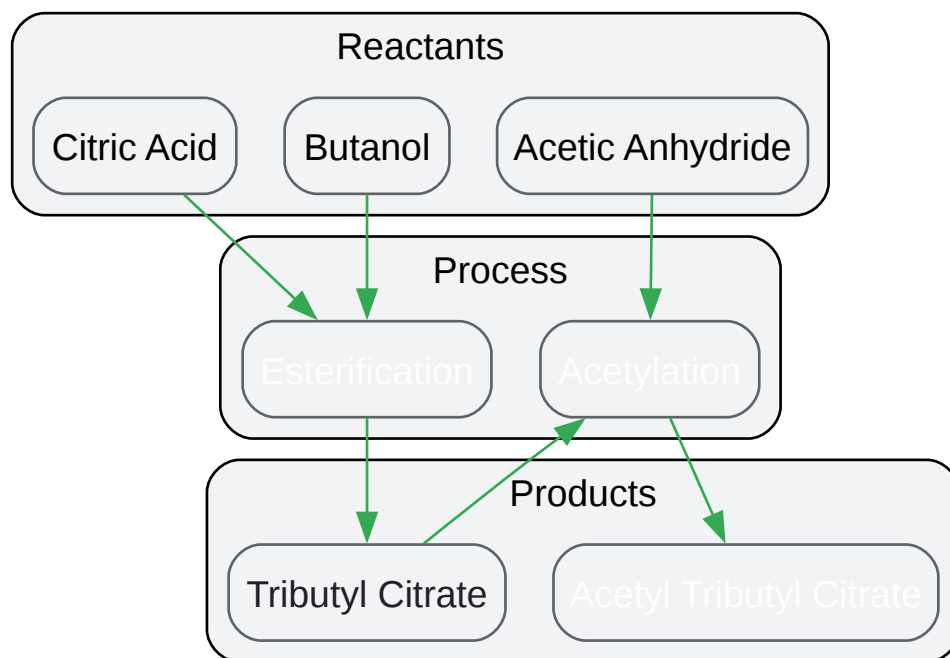 Reactants
Citric Acid
Butanol
Acetic Anhydride
Process
Esterification
Acetylation
Products
Tributyl Citrate
Acetyl Tributyl Citrate